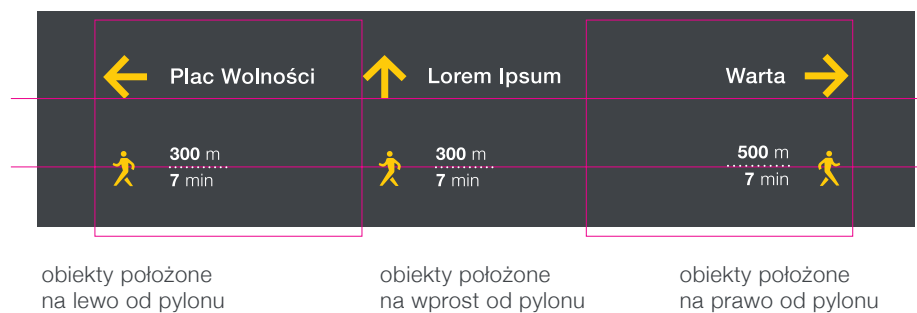 Plac Wolności
Lorem Ipsum
Warta
300 m
7 min
300 m
7 min
500 m
7 min
obiekty położone
na lewo od pylonu
obiekty położone
na wprost od pylonu
obiekty położone
na prawo od pylonu